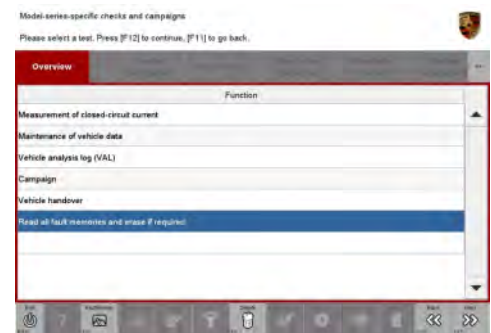 Model-series-specific checks and campaigns
Please select a test. Press [F12] to continue, [F11] to go back.
Overview
Function
Measurement of closed-circuit current
Maintenance of vehicle data
Vehicle analysis log (VAL)
Campaign
Vehicle handover
Read all fault memories and erase if required